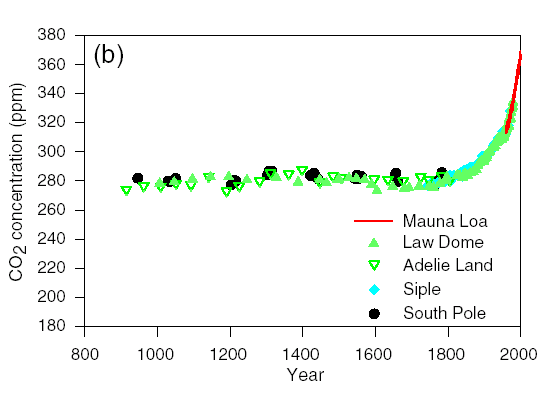 (b)
CO2 concentration (ppm)
380
360
340
320
300
280
260
240
220
200
180
Mauna Loa
Law Dome
Adelie Land
Siple
South Pole
800
1000
1200
1400
1600
1800
2000
Year